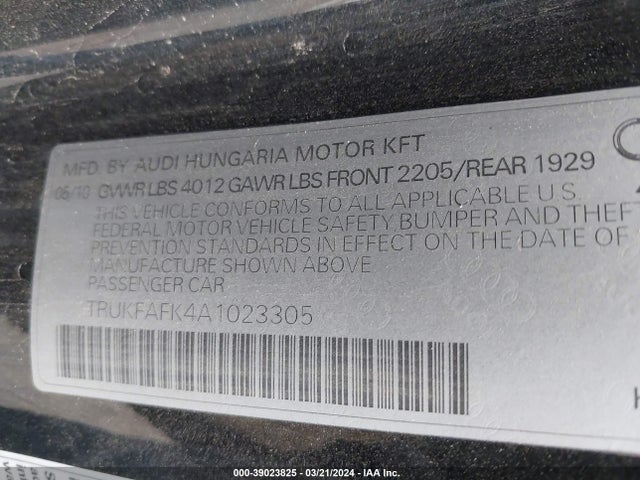 MFD. BY AUDI HUNGARIA MOTOR KFT
06/10 GVWR LBS 4012 GAWR LBS FRONT 2205/REAR 1929
THIS VEHICLE CONFORMS TO ALL APPLICABLE U.S.
FEDERAL MOTOR VEHICLE SAFETY BUMPER AND THEFT
PREVENTION STANDARDS IN EFFECT ON THE DATE OF
MANUFACTURE SHOWN ABOVE
PASSENGER CAR
TRUKFAFK4A1023305
H
000-39023825 - 03/21/2024 - IAA Inc.